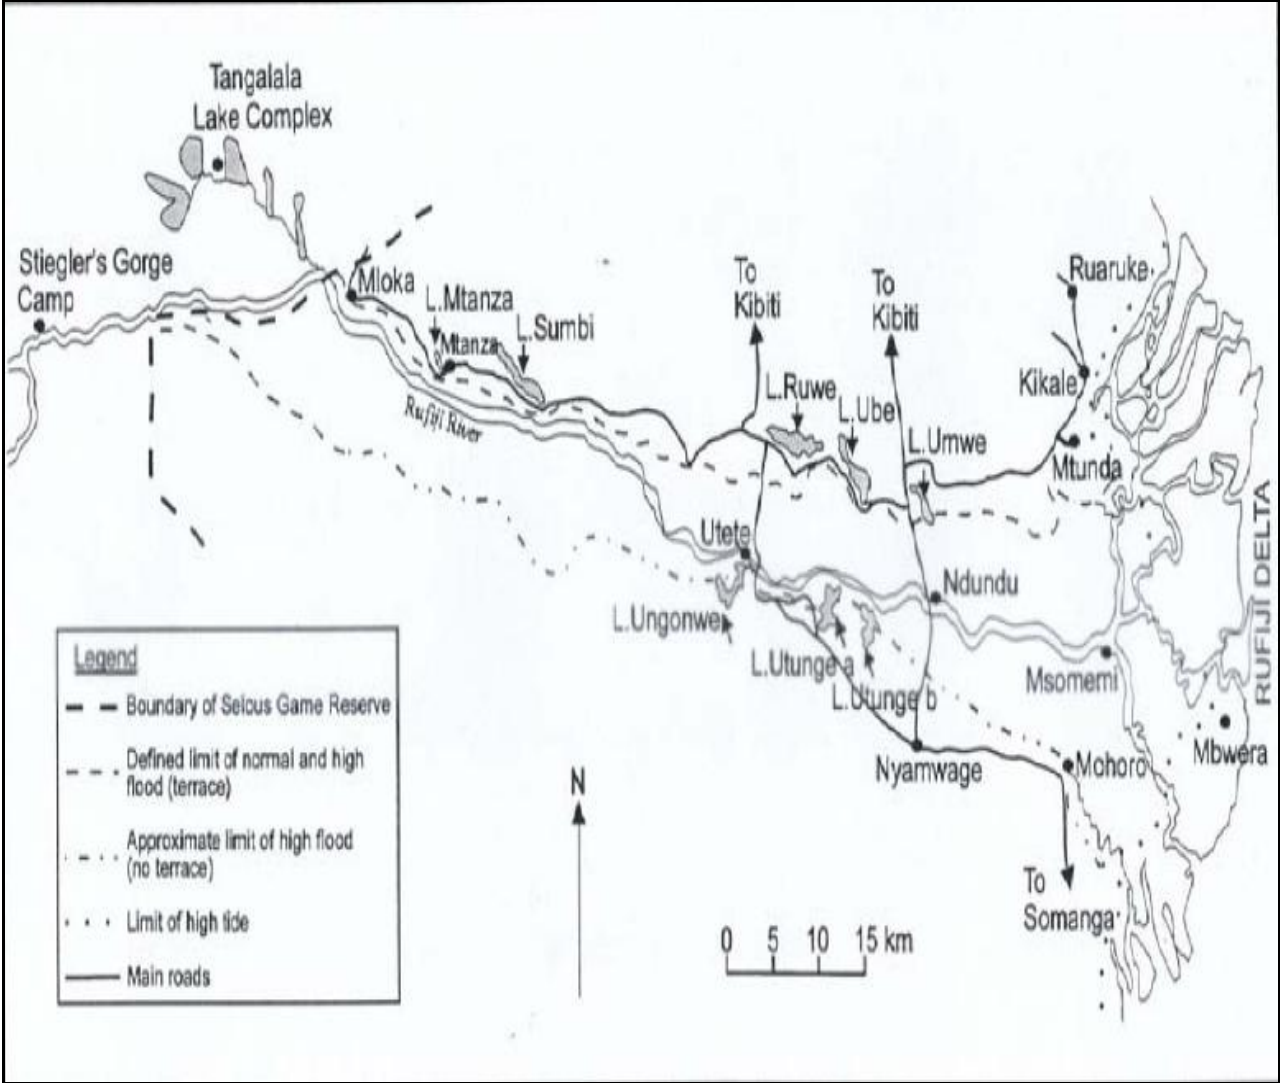 Tangalala
Lake Complex
Stiegler's Gorge
Camp
Mloka
L.Mtanza
L.Sumbi
Mtanza
Rufiji River
To
Kibiti
To
Kibiti
Ruaruke
Kikale
L.Ruwe
L.Ube
L.Umwe
Mtunda
Utete
Ndundu
L.Ungonwe
L.Utunge a
L.Utunge b
Msomemi
RUFIJI DELTA
Mbwera
Nyamwage
Mohoro
To
Somanga
N
0 5 10 15 km
Legend
Boundary of Selous Game Reserve
Defined limit of normal and high
flood (terrace)
Approximate limit of high flood
(no terrace)
Limit of high tide
Main roads